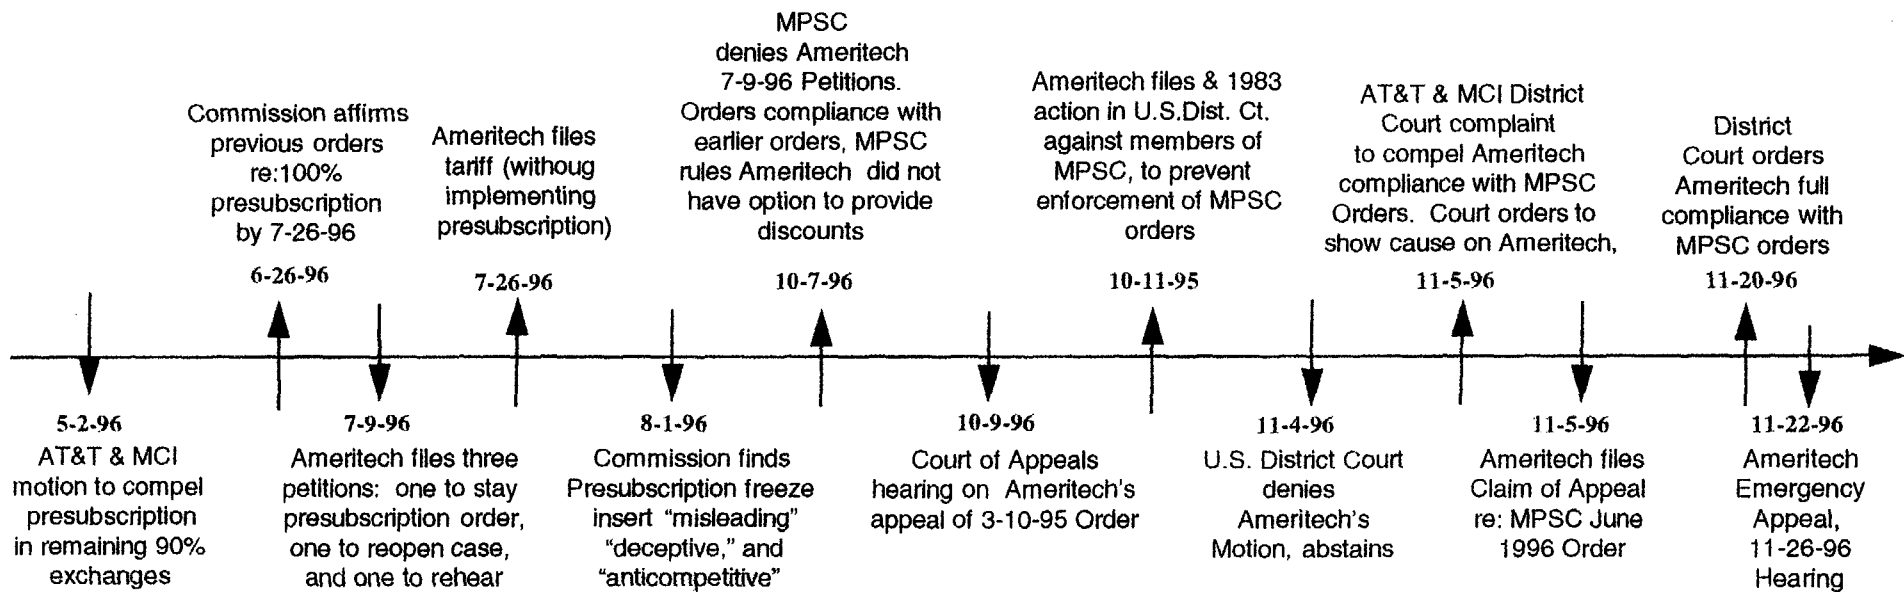 MPSC
denies Ameritech
7-9-96 Petitions.
Orders compliance with
earlier orders, MPSC
rules Ameritech did not
have option to provide
discounts
10-7-96
Commission affirms
previous orders
re:100%
presubscription
by 7-26-96
6-26-96
Ameritech files
tariff (withoug
implementing
presubscription)
7-26-96
Ameritech files & 1983
action in U.S.Dist. Ct.
against members of
MPSC, to prevent
enforcement of MPSC
orders
10-11-95
AT&T & MCI District
Court complaint
to compel Ameritech
compliance with MPSC
Orders. Court orders to
show cause on Ameritech,
11-5-96
District
Court orders
Ameritech full
compliance with
MPSC orders
11-20-96
5-2-96
AT&T & MCI
motion to compel
presubscription
in remaining 90%
exchanges
7-9-96
Ameritech files three
petitions: one to stay
presubscription order,
one to reopen case,
and one to rehear
8-1-96
Commission finds
Presubscription freeze
insert “misleading”
“deceptive,” and
“anticompetitive”
10-9-96
Court of Appeals
hearing on Ameritech's
appeal of 3-10-95 Order
11-4-96
U.S. District Court
denies
Ameritech's
Motion, abstains
11-5-96
Ameritech files
Claim of Appeal
re: MPSC June
1996 Order
11-22-96
Ameritech
Emergency
Appeal,
11-26-96
Hearing